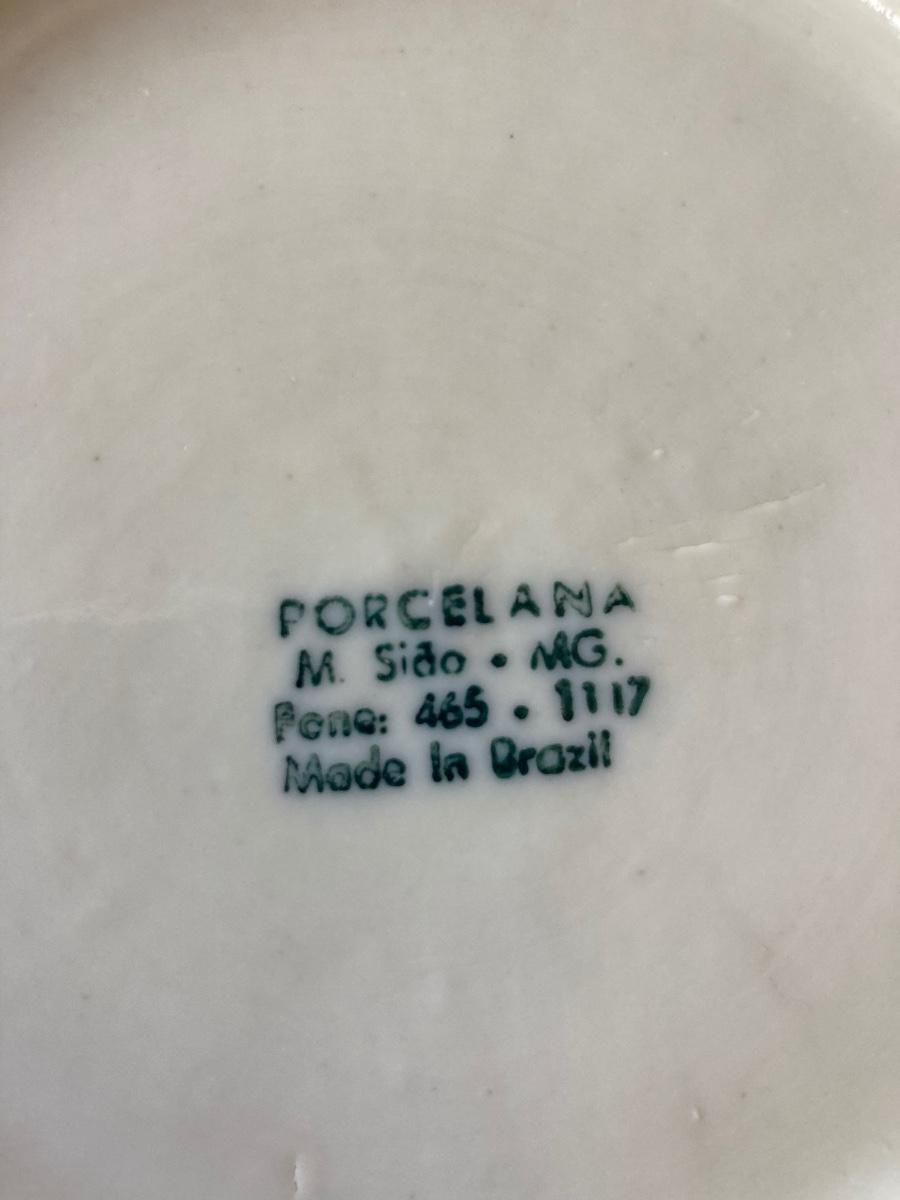 PORCELANA
M. Sião • MG.
Fone: 465 • 1117
Made In Brazil